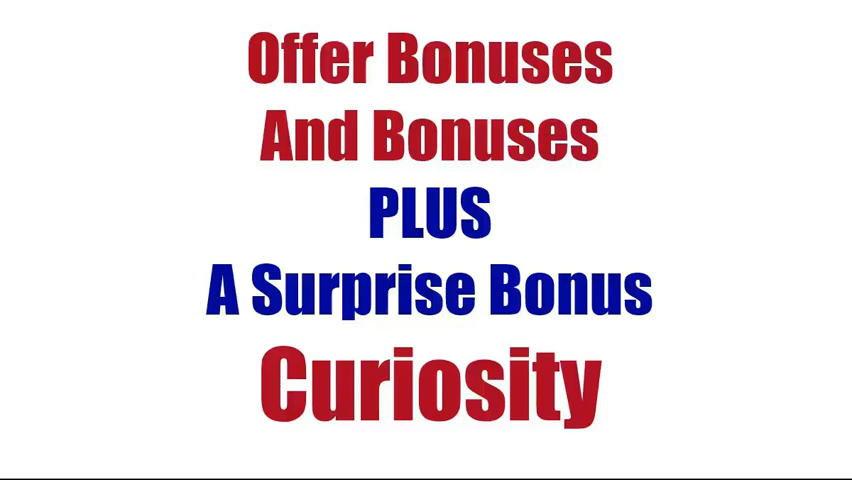 Offer Bonuses
And Bonuses
PLUS
A Surprise Bonus
Curiosity